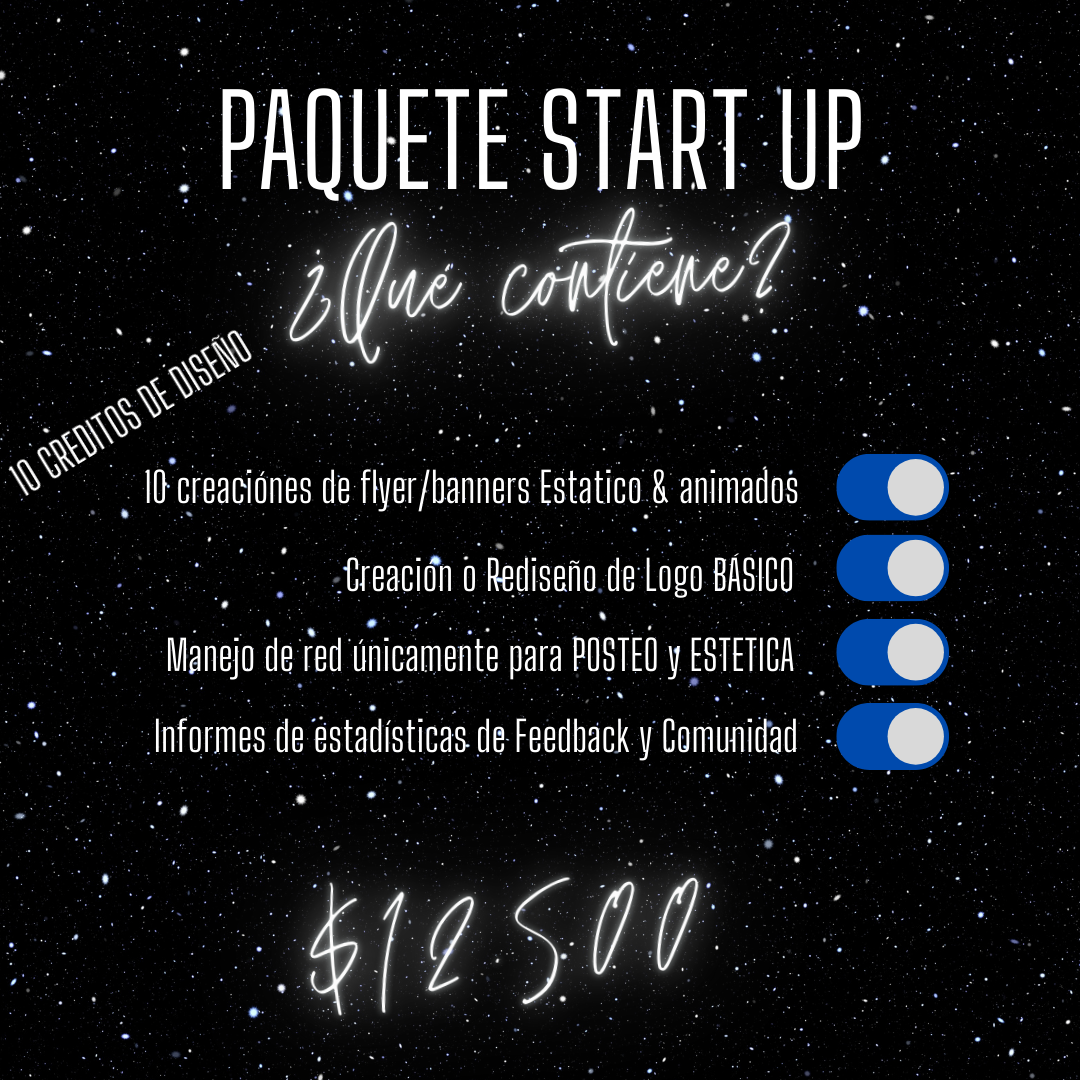 PAQUETE START UP
¿Qué contiene?
10 CREDITOS DE DISEÑO
10 creaciónes de flyer/banners Estatico & animados
Creación o Rediseño de Logo BÁSICO
Manejo de red únicamente para POSTEO y ESTETICA
Informes de estadísticas de Feedback y Comunidad
$12500